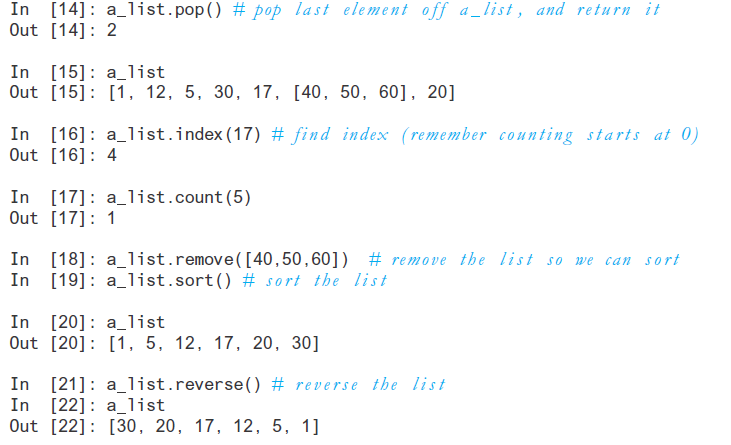 In [14]: a_list.pop() # pop last element off a_list, and return it
Out [14]: 2
In [15]: a_list
Out [15]: [1, 12, 5, 30, 17, [40, 50, 60], 20]
In [16]: a_list.index(17) # find index (remember counting starts at 0)
Out [16]: 4
In [17]: a_list.count(5)
Out [17]: 1
In [18]: a_list.remove([40,50,60]) # remove the list so we can sort
In [19]: a_list.sort() # sort the list
In [20]: a_list
Out [20]: [1, 5, 12, 17, 20, 30]
In [21]: a_list.reverse() # reverse the list
In [22]: a_list
Out [22]: [30, 20, 17, 12, 5, 1]